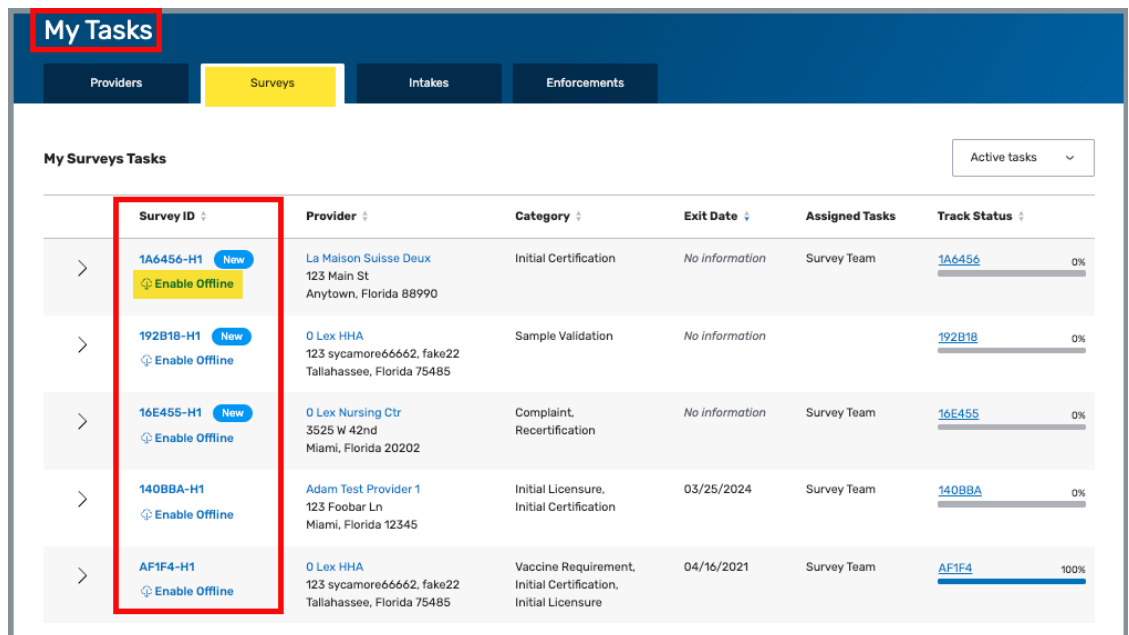 My Tasks
Providers Surveys Intakes Enforcements
My Surveys Tasks
Active tasks
Survey ID Provider Category Exit Date Assigned Tasks Track Status
1A6456-H1 New La Maison Suisse Deux Initial Certification No information Survey Team 1A6456 0%
Enable Offline 123 Main St
Anytown, Florida 88990
192B18-H1 New 0 Lex HHA Sample Validation No information 192B18 0%
Enable Offline 123 sycamore66662, fake22
Tallahassee, Florida 75485
16E455-H1 New 0 Lex Nursing Ctr Complaint, No information Survey Team 16E455 0%
Enable Offline 3525 W 42nd Recertification
Miami, Florida 20202
140BBA-H1 Adam Test Provider 1 Initial Licensure, 03/25/2024 Survey Team 140BBA 0%
Enable Offline 123 Foobar Ln Initial Certification
Miami, Florida 12345
AF1F4-H1 0 Lex HHA Vaccine Requirement, 04/16/2021 Survey Team AF1F4 100%
Enable Offline 123 sycamore66662, fake22 Initial Certification,
Tallahassee, Florida 75485 Initial Licensure